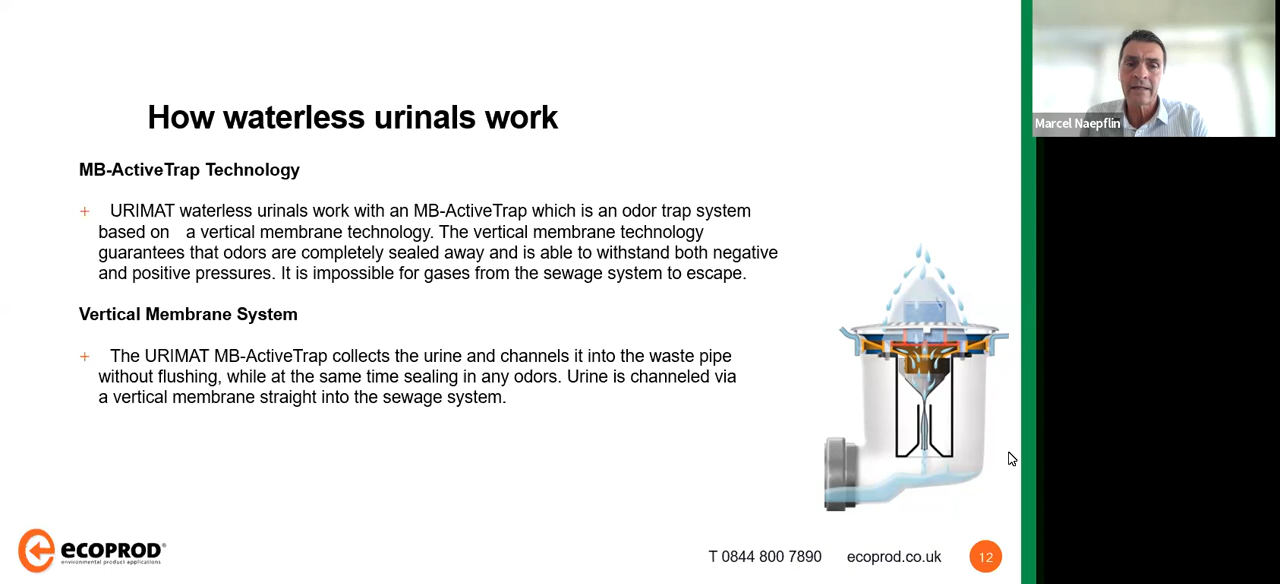 How waterless urinals work
MB-ActiveTrap Technology
+ URIMAT waterless urinals work with an MB-ActiveTrap which is an odor trap system
based on a vertical membrane technology. The vertical membrane technology
guarantees that odors are completely sealed away and is able to withstand both negative
and positive pressures. It is impossible for gases from the sewage system to escape.
Vertical Membrane System
+ The URIMAT MB-ActiveTrap collects the urine and channels it into the waste pipe
without flushing, while at the same time sealing in any odors. Urine is channeled via
a vertical membrane straight into the sewage system.
ecoprod®
environmental product applications
T 0844 800 7890 ecoprod.co.uk 12
Marcel Naepflin